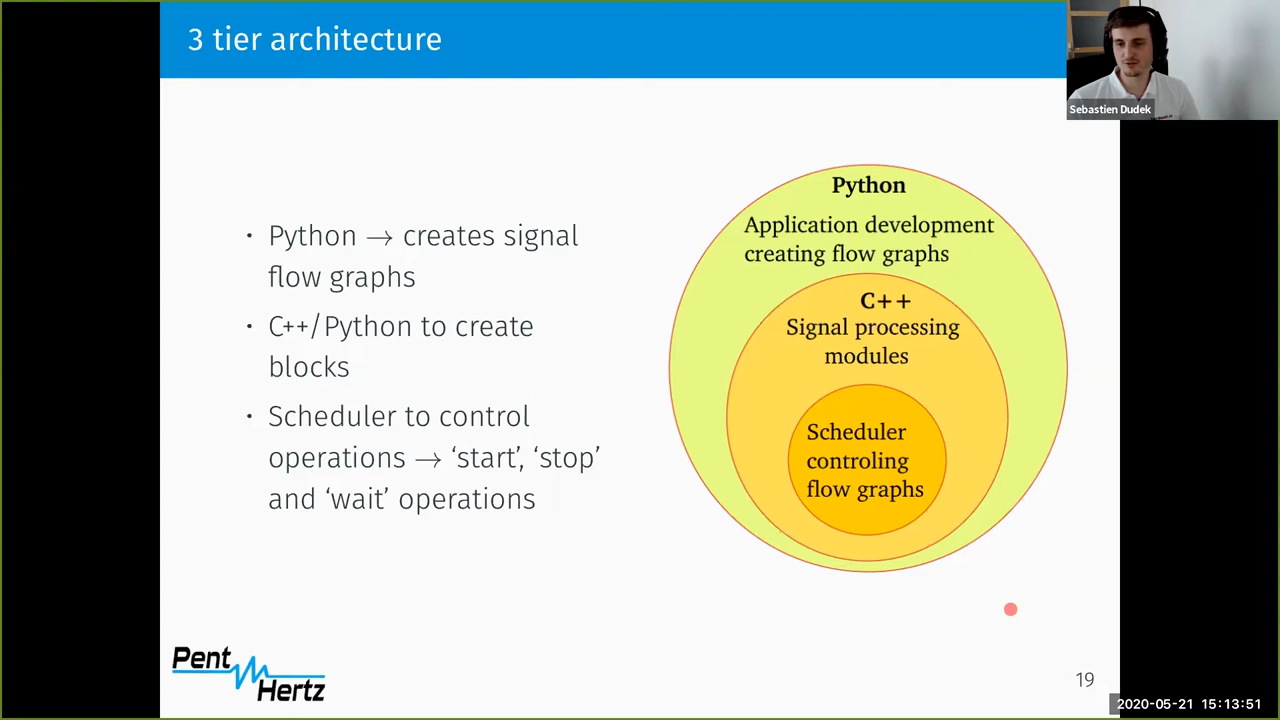 3 tier architecture
Sebastien Dudek
· Python → creates signal
flow graphs
· C++/Python to create
blocks
· Scheduler to control
operations → ‘start’, ‘stop’
and ‘wait’ operations
Python
Application development
creating flow graphs
C++
Signal processing
modules
Scheduler
controling
flow graphs
Pent
Hertz
19
2020-05-21 15:13:51